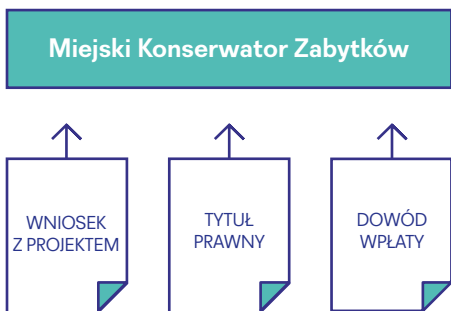 Miejski Konserwator Zabytków
WNIOSEK
Z PROJEKTEM
TYTUŁ
PRAWNY
DOWÓD
WPŁATY